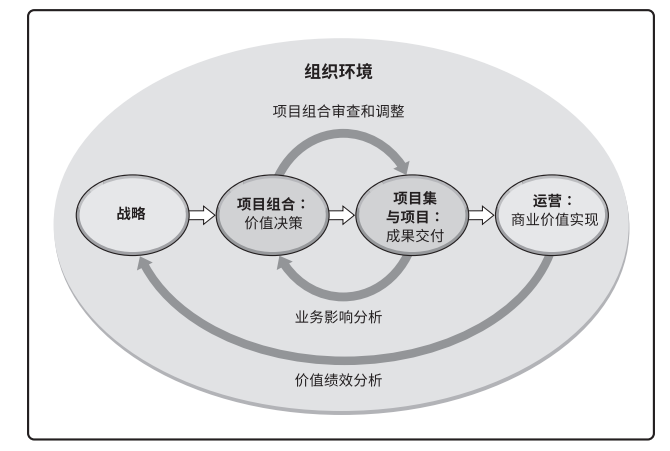 组织环境
项目组合审查和调整
战略
项目组合：
价值决策
项目集
与项目：
成果交付
运营：
商业价值实现
业务影响分析
价值绩效分析